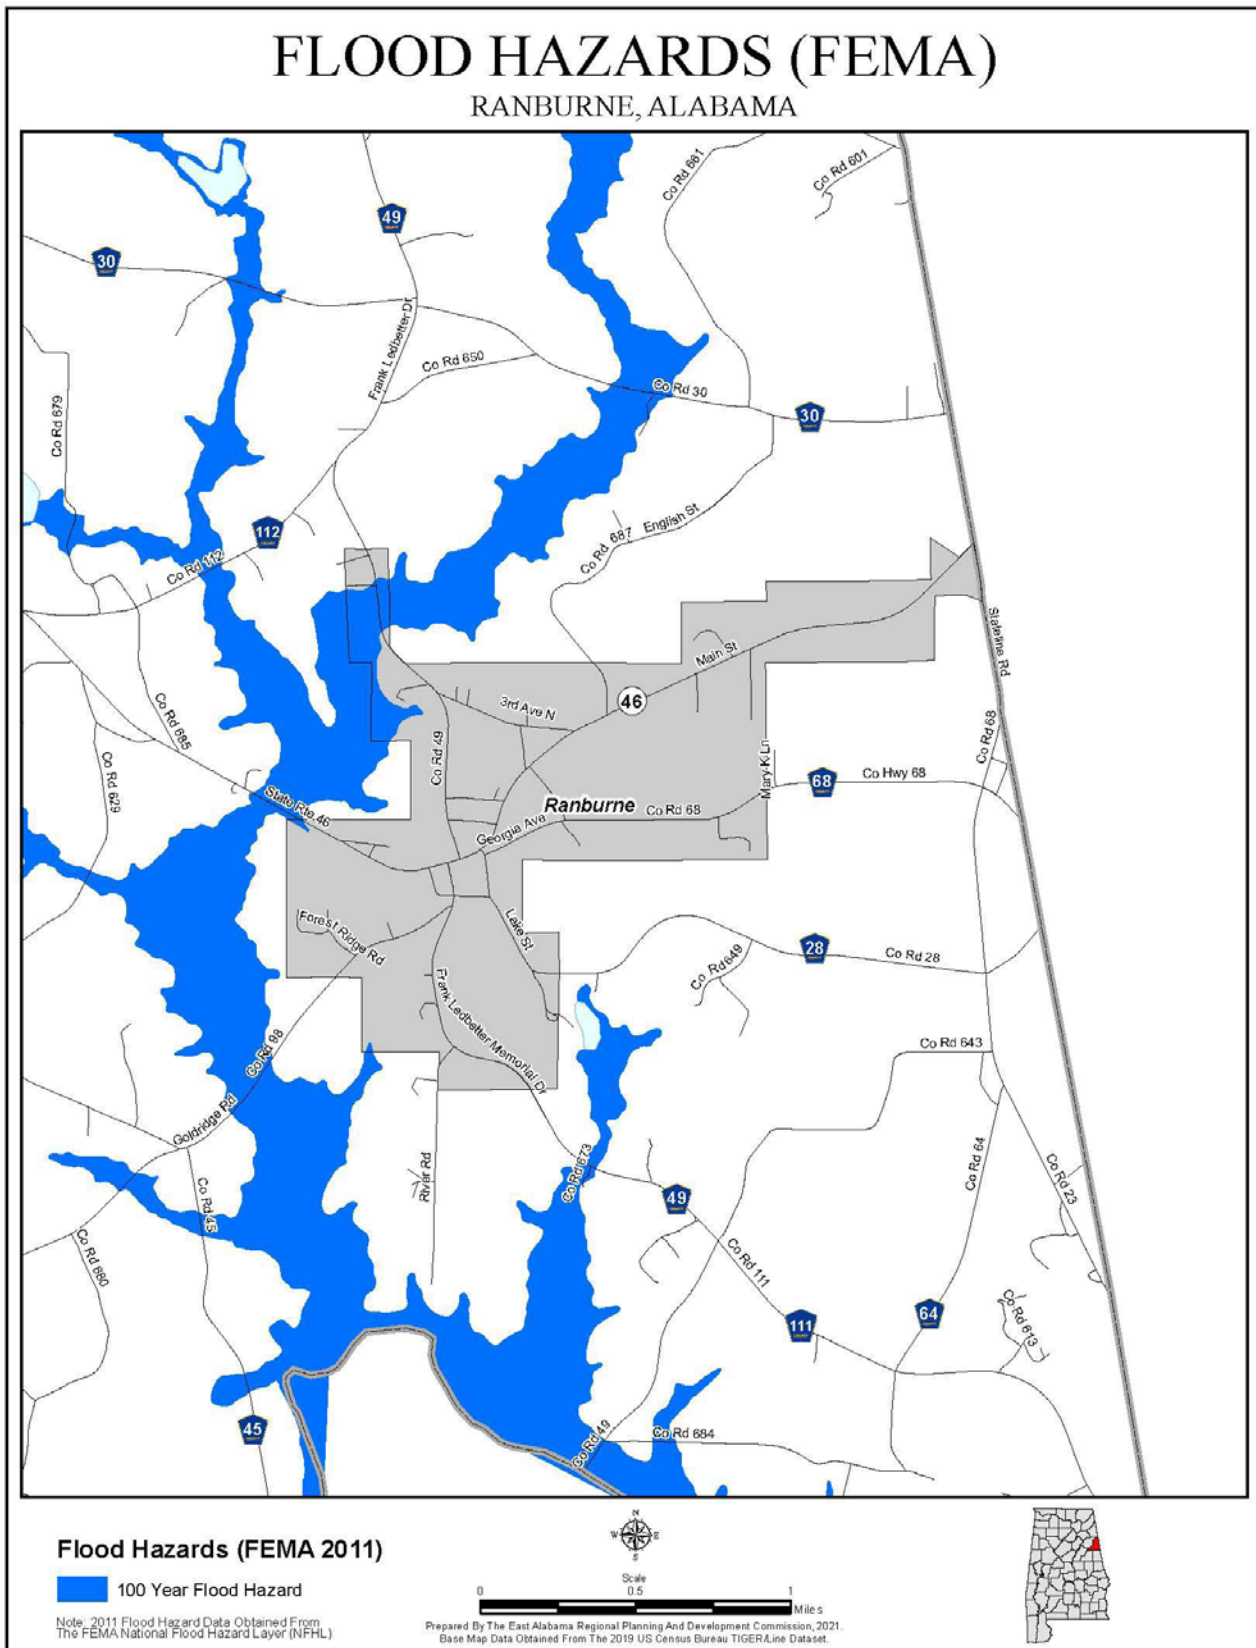 FLOOD HAZARDS (FEMA)
RANBURNE, ALABAMA
Co Rd 661
Co Rd 601
49
30
Frank Ledbetter Dr
Co Rd 650
Co Rd 30
30
Co Rd 679
112
Co Rd 112
Co Rd 687
English St
Stateline Rd
Main St
46
3rd Ave N
Co Rd 685
Co Rd 49
Co Rd 68
Mary K Ln
68
Co Hwy 68
Co Rd 629
State Rte 46
Ranburne
Co Rd 68
Georgia Ave
Forest Ridge Rd
Lake St
28
Co Rd 28
Co Rd 649
Frank Ledbetter Memorial Dr
Co Rd 98
Co Rd 643
Goldridge Rd
Co Rd 64
Co Rd 673
River Rd
Co Rd 23
Co Rd 45
49
Co Rd 680
Co Rd 111
111
64
Co Rd 613
45
Co Rd 49
Co Rd 684
Flood Hazards (FEMA 2011)
100 Year Flood Hazard
Note: 2011 Flood Hazard Data Obtained From
The FEMA National Flood Hazard Layer (NFHL)
N
W E
S
Scale
0 0.5 1
Miles
Prepared By The East Alabama Regional Planning And Development Commission, 2021.
Base Map Data Obtained From The 2019 US Census Bureau TIGER/Line Dataset.